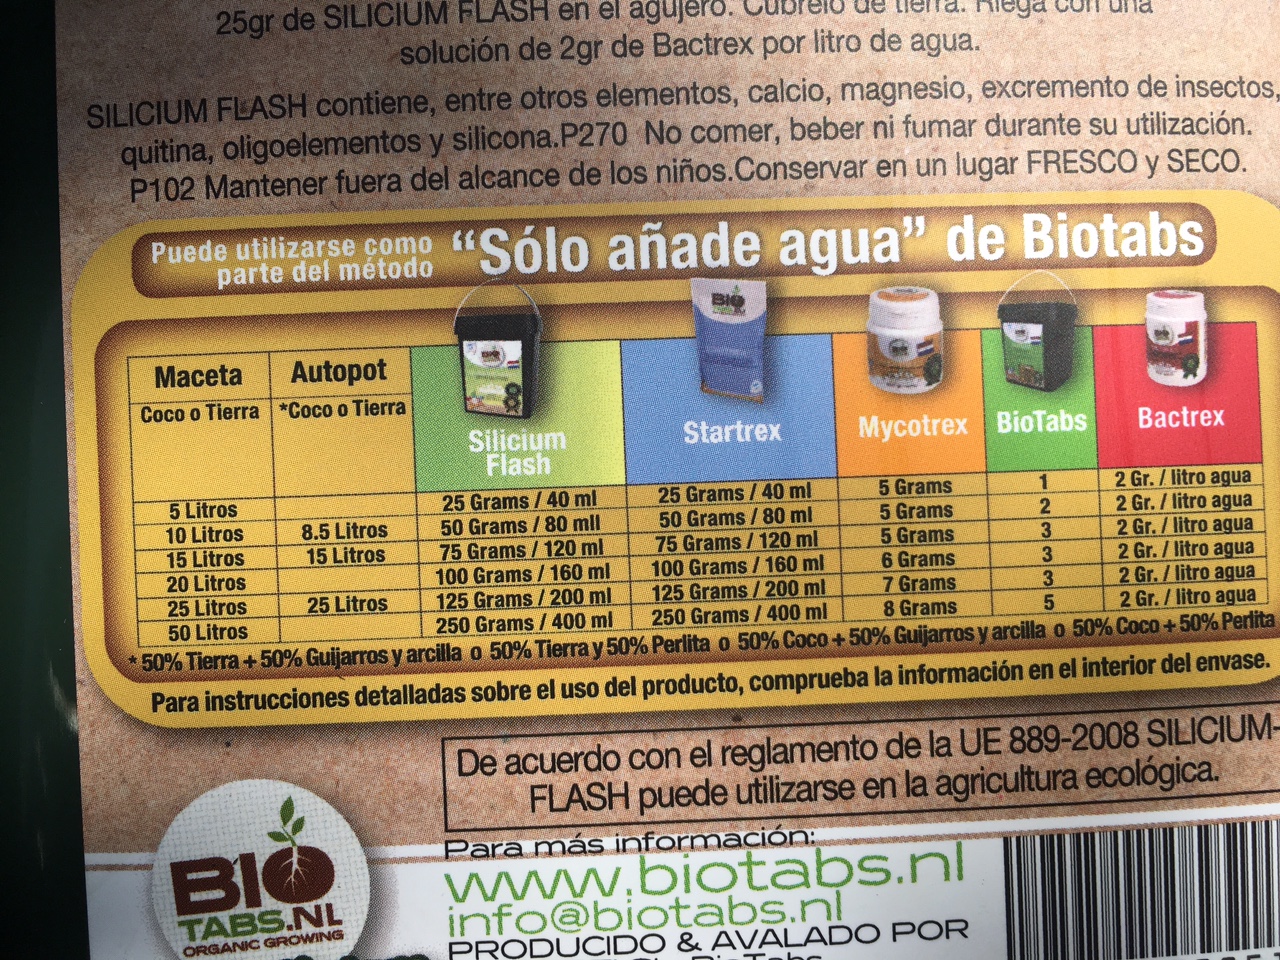 25gr de SILICIUM FLASH en el agujero. Cúbrelo de tierra. Riega con una
solución de 2gr de Bactrex por litro de agua.
SILICIUM FLASH contiene, entre otros elementos, calcio, magnesio, excremento de insectos,
quitina, oligoelementos y silicona.P270 No comer, beber ni fumar durante su utilización.
P102 Mantener fuera del alcance de los niños.Conservar en un lugar FRESCO y SECO.
Puede utilizarse como
parte del método
“Sólo añade agua” de Biotabs
BIO
Maceta Autopot
Coco o Tierra *Coco o Tierra
Silicium
Flash
Startrex
Mycotrex
BioTabs
Bactrex
5 Litros 25 Grams / 40 ml 25 Grams / 40 ml 5 Grams 1 2 Gr. / litro agua
10 Litros 8.5 Litros 50 Grams / 80 mll 50 Grams / 80 ml 5 Grams 2 2 Gr. / litro agua
15 Litros 15 Litros 75 Grams / 120 ml 75 Grams / 120 ml 5 Grams 3 2 Gr. / litro agua
20 Litros 100 Grams / 160 ml 100 Grams / 160 ml 6 Grams 3 2 Gr. / litro agua
25 Litros 25 Litros 125 Grams / 200 ml 125 Grams / 200 ml 7 Grams 3 2 Gr. / litro agua
50 Litros 250 Grams / 400 ml 250 Grams / 400 ml 8 Grams 5 2 Gr. / litro agua
* 50% Tierra + 50% Guijarros y arcilla o 50% Tierra y 50% Perlita o 50% Coco + 50% Guijarros y arcilla o 50% Coco + 50% Perlita
Para instrucciones detalladas sobre el uso del producto, comprueba la información en el interior del envase.
De acuerdo con el reglamento de la UE 889-2008 SILICIUM-
FLASH puede utilizarse en la agricultura ecológica.
BIO
TABS.NL
ORGANIC GROWING
Para más información:
www.biotabs.nl
info@biotabs.nl
PRODUCIDO & AVALADO POR